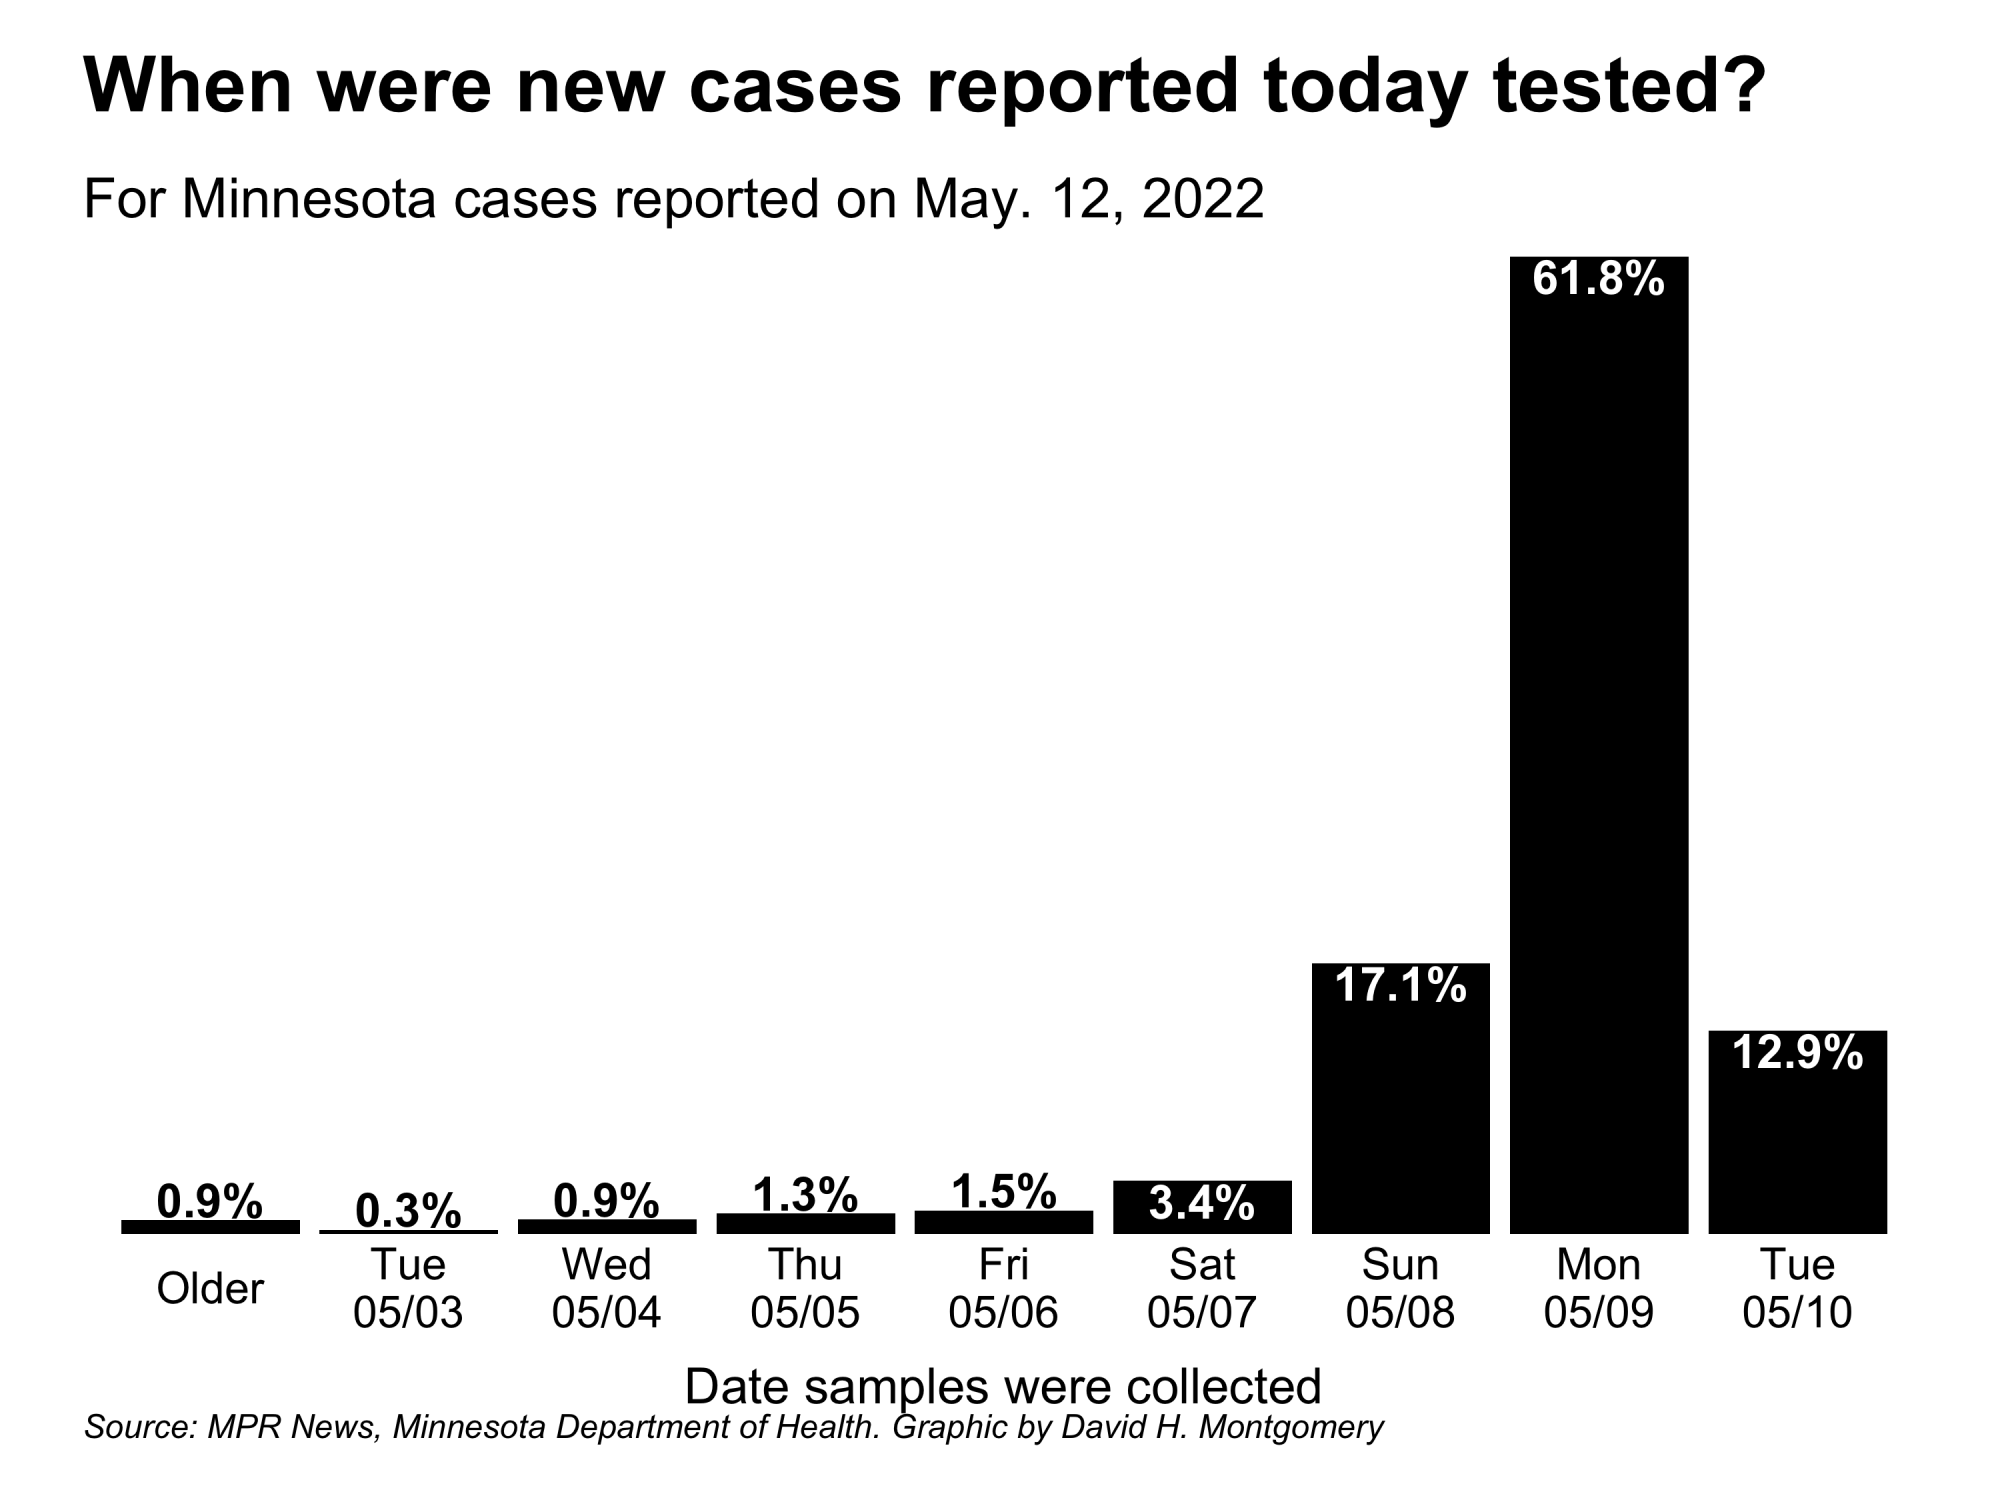 When were new cases reported today tested?
For Minnesota cases reported on May. 12, 2022
61.8%
17.1%
12.9%
0.9%
0.3%
0.9%
1.3%
1.5%
3.4%
Older
Tue
05/03
Wed
05/04
Thu
05/05
Fri
05/06
Sat
05/07
Sun
05/08
Mon
05/09
Tue
05/10
Date samples were collected
Source: MPR News, Minnesota Department of Health. Graphic by David H. Montgomery